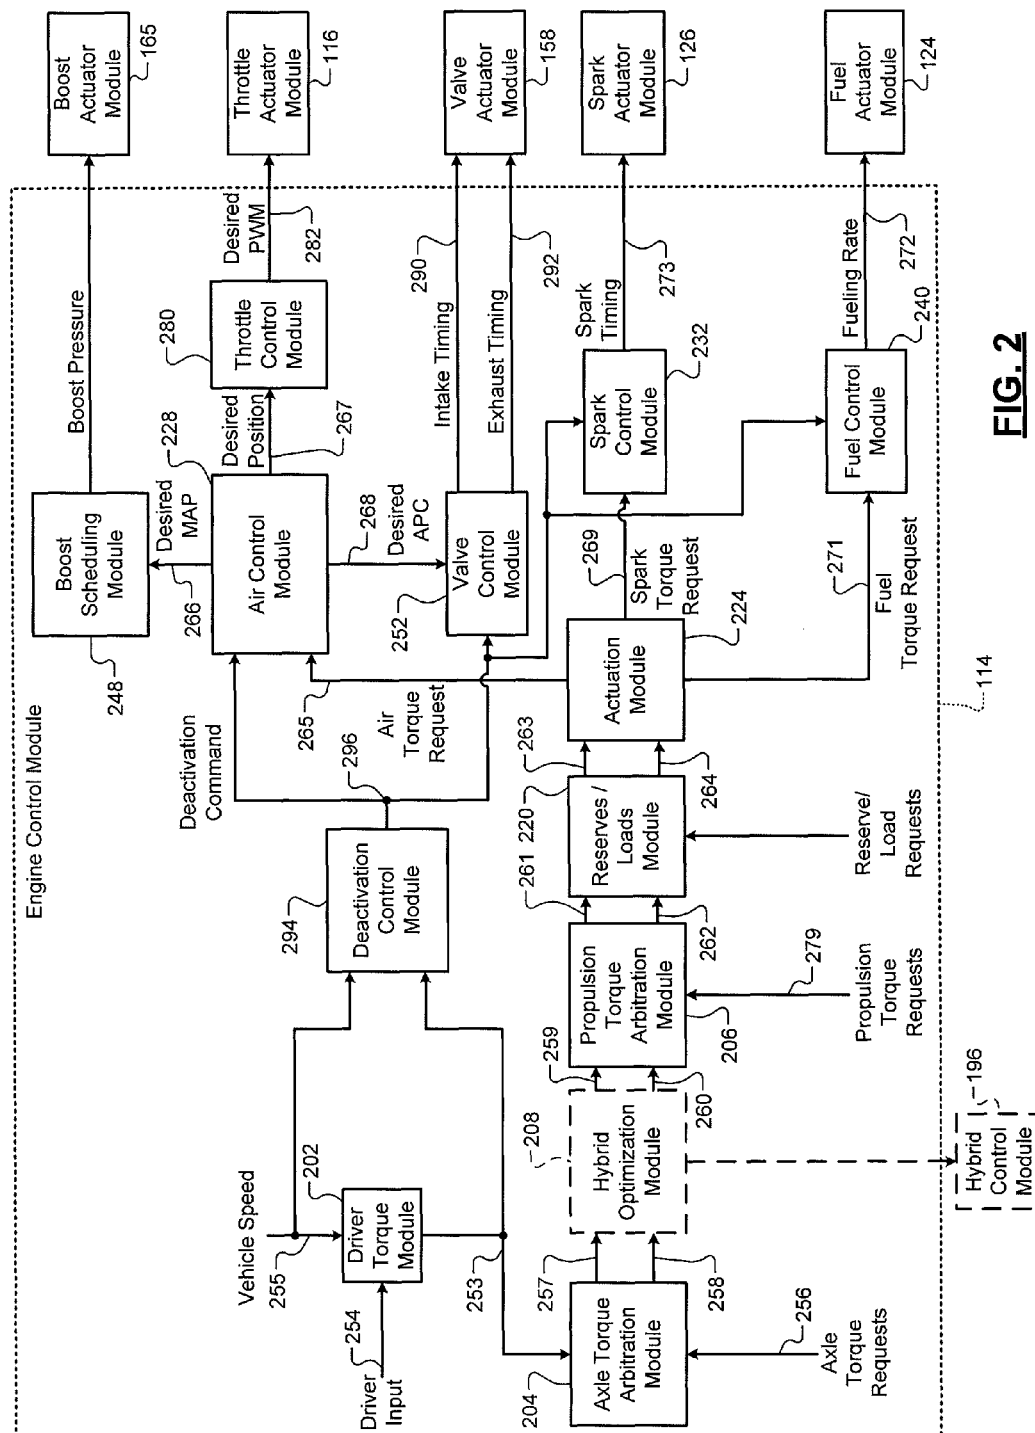 Engine Control Module
Boost
Actuator
Module
165
Throttle
Actuator
Module
116
Valve
Actuator
Module
158
Spark
Actuator
Module
126
Fuel
Actuator
Module
124
Boost Pressure
Desired
PWM
282
Intake Timing
290
Exhaust Timing
292
Spark
Timing
273
Fueling Rate
272
280
Throttle
Control
Module
Desired
Position
267
228
Desired
MAP
266
Boost
Scheduling
Module
248
Air Control
Module
268
Desired
APC
252
Valve
Control
Module
Spark
Control
Module
232
Fuel Control
Module
240
Deactivation
Command
296
265
Air
Torque
Request
269
Spark
Torque
Request
271
Fuel
Torque Request
Actuation
Module
224
263
264
220
Reserves /
Loads
Module
Reserve/
Load
Requests
261
262
294
Deactivation
Control
Module
Propulsion
Torque
Arbitration
Module
206
279
Propulsion
Torque
Requests
259
260
208
Hybrid
Optimization
Module
196
Hybrid
Control
Module
Vehicle Speed
255
202
Driver
Torque
Module
253
254
Driver
Input
257
258
204
Axle Torque
Arbitration
Module
256
Axle
Torque
Requests
114
FIG. 2